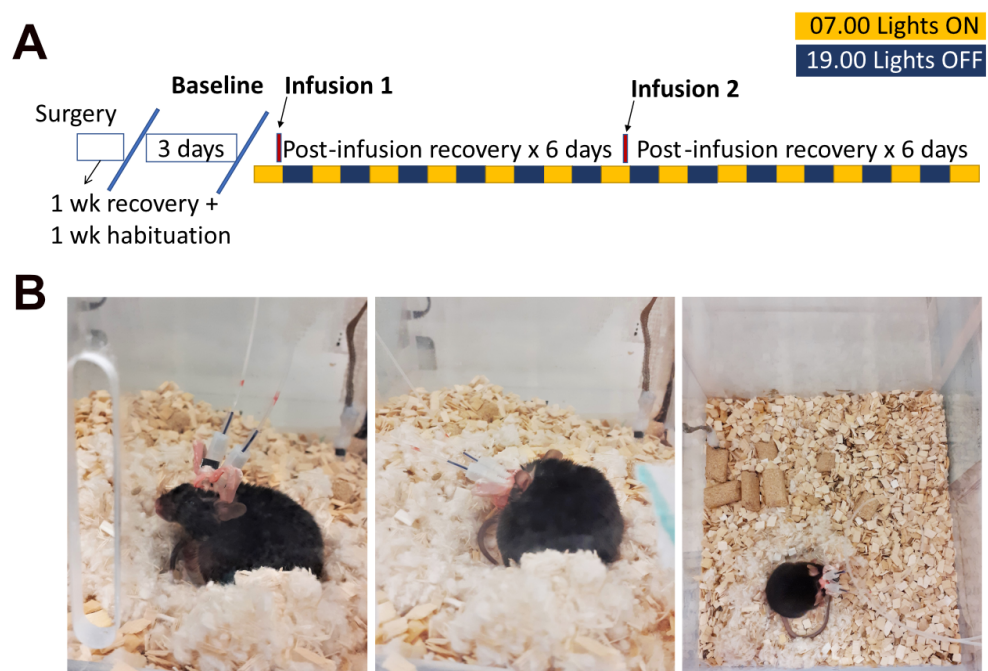 A
07.00 Lights ON
19.00 Lights OFF
Baseline
Infusion 1
Infusion 2
Surgery
3 days
Post-infusion recovery x 6 days
Post-infusion recovery x 6 days
1 wk recovery +
1 wk habituation
B